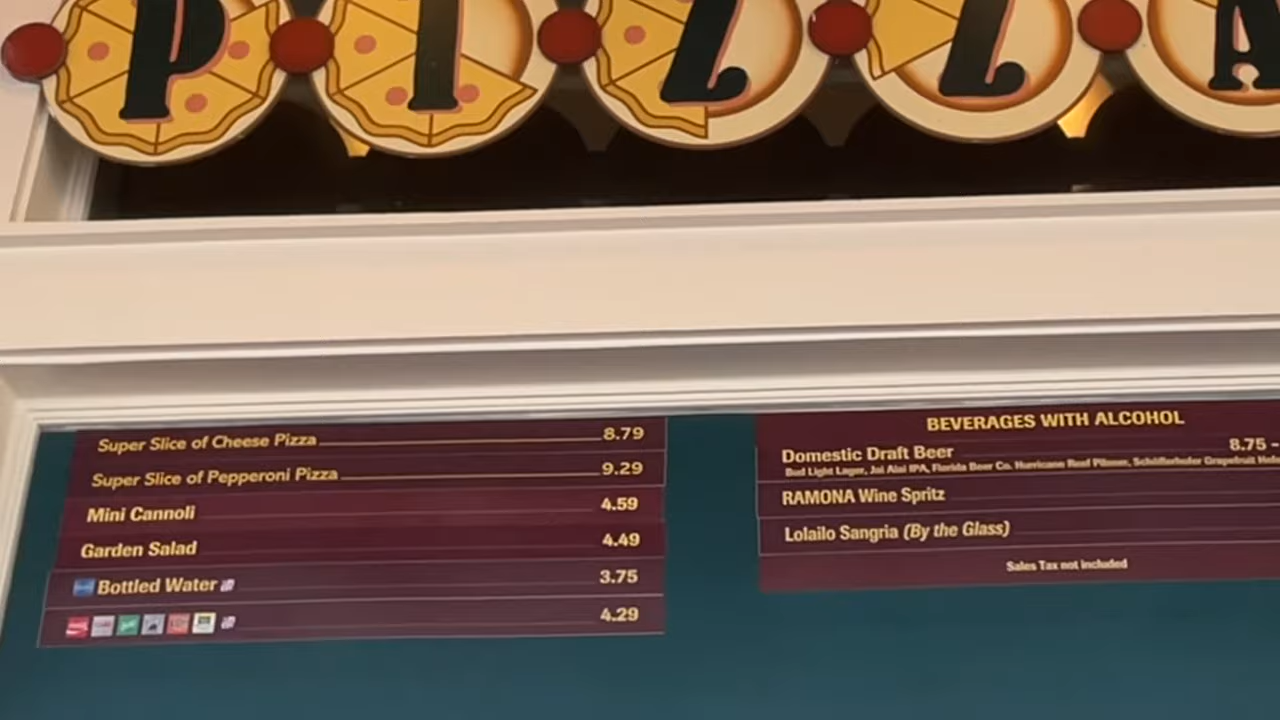 PIZZA
Super Slice of Cheese Pizza 8.79
Super Slice of Pepperoni Pizza 9.29
Mini Cannoli 4.59
Garden Salad 4.49
Bottled Water 3.75
4.29
BEVERAGES WITH ALCOHOL
Domestic Draft Beer 8.75 -
Bud Light Lager, Jai Alai IPA, Florida Beer Co. Hurricane Reef Pilsner, Schöfferhofer Grapefruit
RAMONA Wine Spritz
Lolailo Sangria (By the Glass)
Sales Tax not included